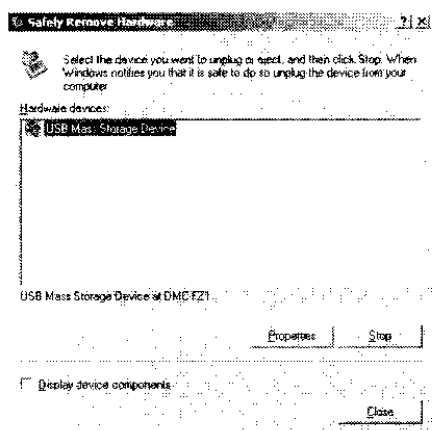 Safely Remove Hardware
Select the device you want to unplug or eject, and then click Stop. When
Windows notifies you that it is safe to do so unplug the device from your
computer
Hardware devices:
USB Mass Storage Device
USB Mass Storage Device at DMC-FZ1
Properties
Stop
Display device components
Close